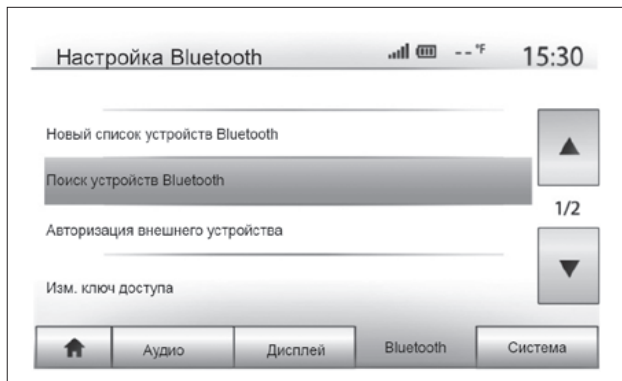 Настройка Bluetooth -- °F 15:30
Новый список устройств Bluetooth
Поиск устройств Bluetooth
1/2
Авторизация внешнего устройства
Изм. ключ доступа
Аудио Дисплей Bluetooth Система